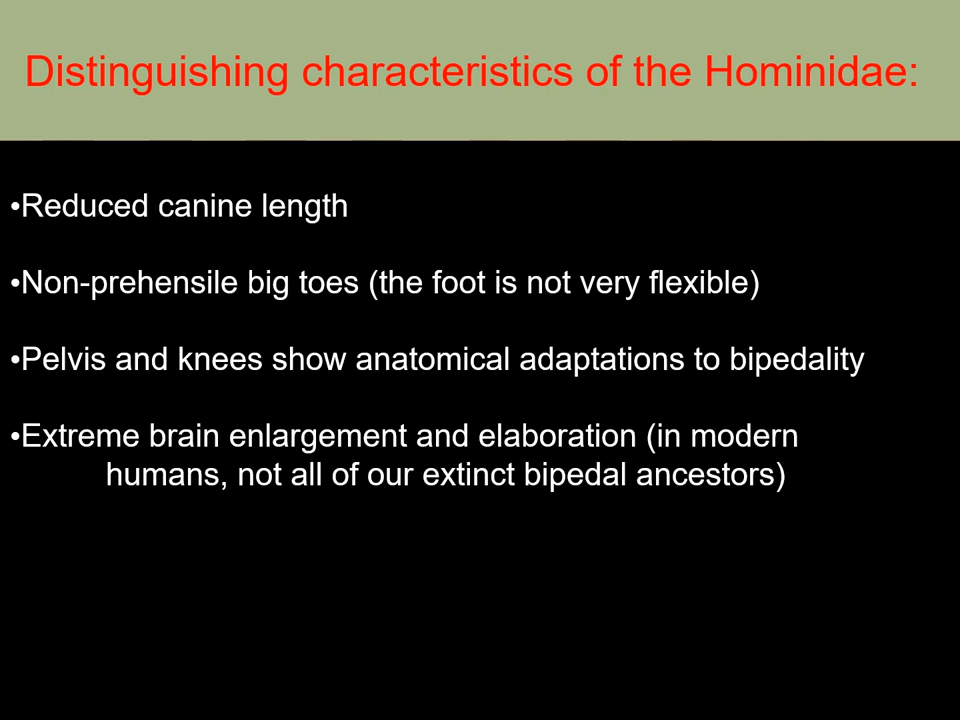 Distinguishing characteristics of the Hominidae:
•Reduced canine length
•Non-prehensile big toes (the foot is not very flexible)
•Pelvis and knees show anatomical adaptations to bipedality
•Extreme brain enlargement and elaboration (in modern
humans, not all of our extinct bipedal ancestors)